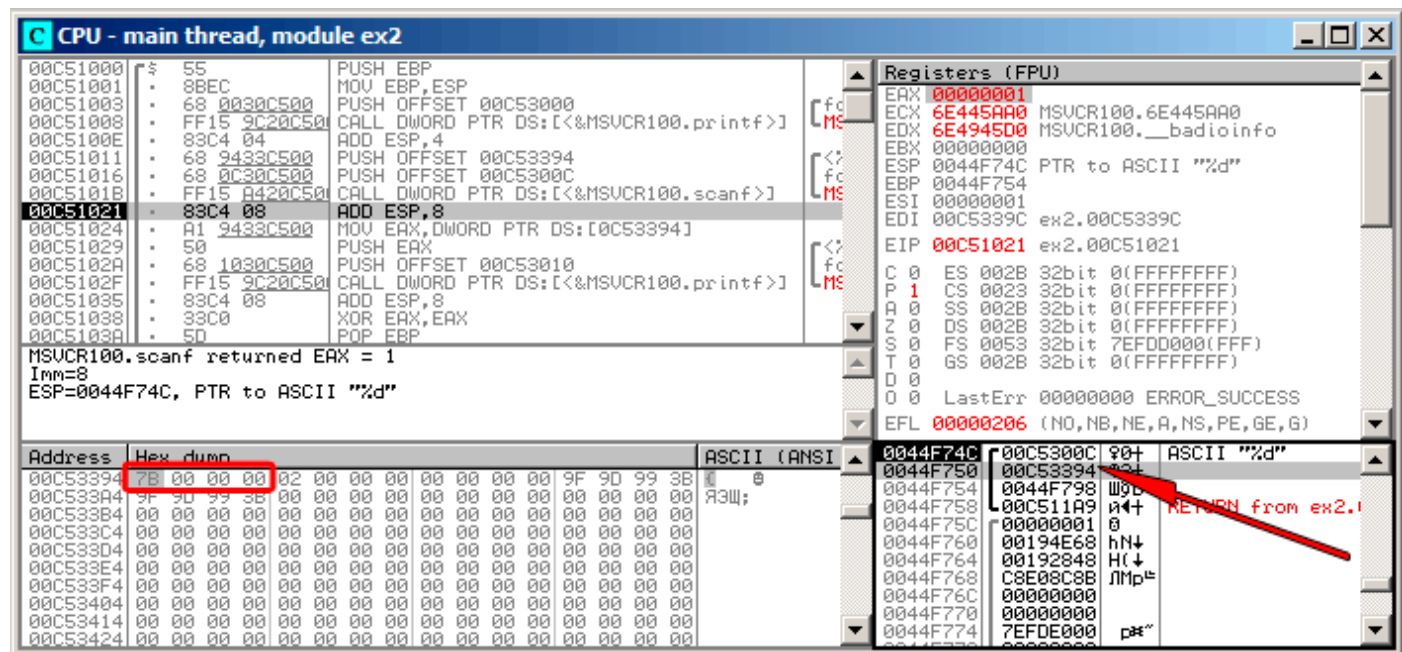 C CPU - main thread, module ex2
00C51000 $ 55 PUSH EBP
00C51001 . 8BEC MOV EBP,ESP
00C51003 . 68 0030C500 PUSH OFFSET 00C53000
00C51008 . FF15 9C20C500 CALL DWORD PTR DS:[<&MSVCR100.printf>]
00C5100E . 83C4 04 ADD ESP,4
00C51011 . 68 9433C500 PUSH OFFSET 00C53394
00C51016 . 68 0C30C500 PUSH OFFSET 00C5300C
00C5101B . FF15 A420C500 CALL DWORD PTR DS:[<&MSVCR100.scanf>]
00C51021 . 83C4 08 ADD ESP,8
00C51024 . A1 9433C500 MOV EAX,DWORD PTR DS:[0C53394]
00C51029 . 50 PUSH EAX
00C5102A . 68 1030C500 PUSH OFFSET 00C53010
00C5102F . FF15 9C20C500 CALL DWORD PTR DS:[<&MSVCR100.printf>]
00C51035 . 83C4 08 ADD ESP,8
00C51038 . 33C0 XOR EAX,EAX
00C5103A . 5D POP EBP
MSVCR100.scanf returned EAX = 1
Imm=8
ESP=0044F74C, PTR to ASCII "%d"
Registers (FPU)
EAX 00000001
ECX 6E445AA0 MSVCR100.6E445AA0
EDX 6E4945D0 MSVCR100.__badioinfo
EBX 00000000
ESP 0044F74C PTR to ASCII "%d"
EBP 0044F754
ESI 00000001
EDI 00C5339C ex2.00C5339C
EIP 00C51021 ex2.00C51021
C 0 ES 002B 32bit 0(FFFFFFFF)
P 1 CS 0023 32bit 0(FFFFFFFF)
A 0 SS 002B 32bit 0(FFFFFFFF)
Z 0 DS 002B 32bit 0(FFFFFFFF)
S 0 FS 0053 32bit 7EFDD000(FFF)
T 0 GS 002B 32bit 0(FFFFFFFF)
D 0
O 0 LastErr 00000000 ERROR_SUCCESS
EFL 00000206 (NO,NB,NE,A,NS,PE,GE,G)
Address Hex dump ASCII (ANSI
00C53394 7B 00 00 00 02 00 00 00 00 00 00 00 9F 9D 99 3B {
00C533A4 9F 9D 99 3B 00 00 00 00 00 00 00 00 00 00 00 00 ЯЭЩ;
00C533B4 00 00 00 00 00 00 00 00 00 00 00 00 00 00 00 00
00C533C4 00 00 00 00 00 00 00 00 00 00 00 00 00 00 00 00
00C533D4 00 00 00 00 00 00 00 00 00 00 00 00 00 00 00 00
00C533E4 00 00 00 00 00 00 00 00 00 00 00 00 00 00 00 00
00C533F4 00 00 00 00 00 00 00 00 00 00 00 00 00 00 00 00
00C53404 00 00 00 00 00 00 00 00 00 00 00 00 00 00 00 00
00C53414 00 00 00 00 00 00 00 00 00 00 00 00 00 00 00 00
00C53424 00 00 00 00 00 00 00 00 00 00 00 00 00 00 00 00
0044F74C 00C5300C ASCII "%d"
0044F750 00C53394
0044F754 0044F798
0044F758 00C511A9 RETURN from ex2.
0044F75C 00000001
0044F760 00194E68 hN↓
0044F764 00192848 H(↓
0044F768 C8E08C8B
0044F76C 00000000
0044F770 00000000
0044F774 7EFDE000